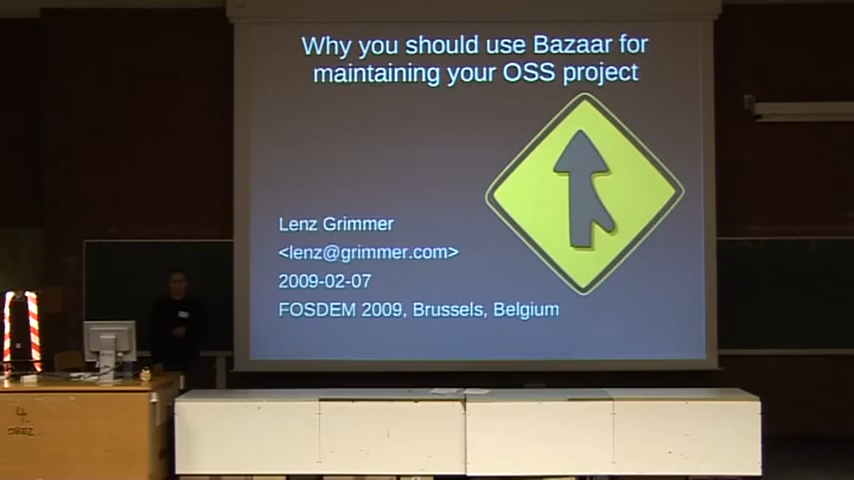 Why you should use Bazaar for
maintaining your OSS project
Lenz Grimmer
<lenz@grimmer.com>
2009-02-07
FOSDEM 2009, Brussels, Belgium
4.